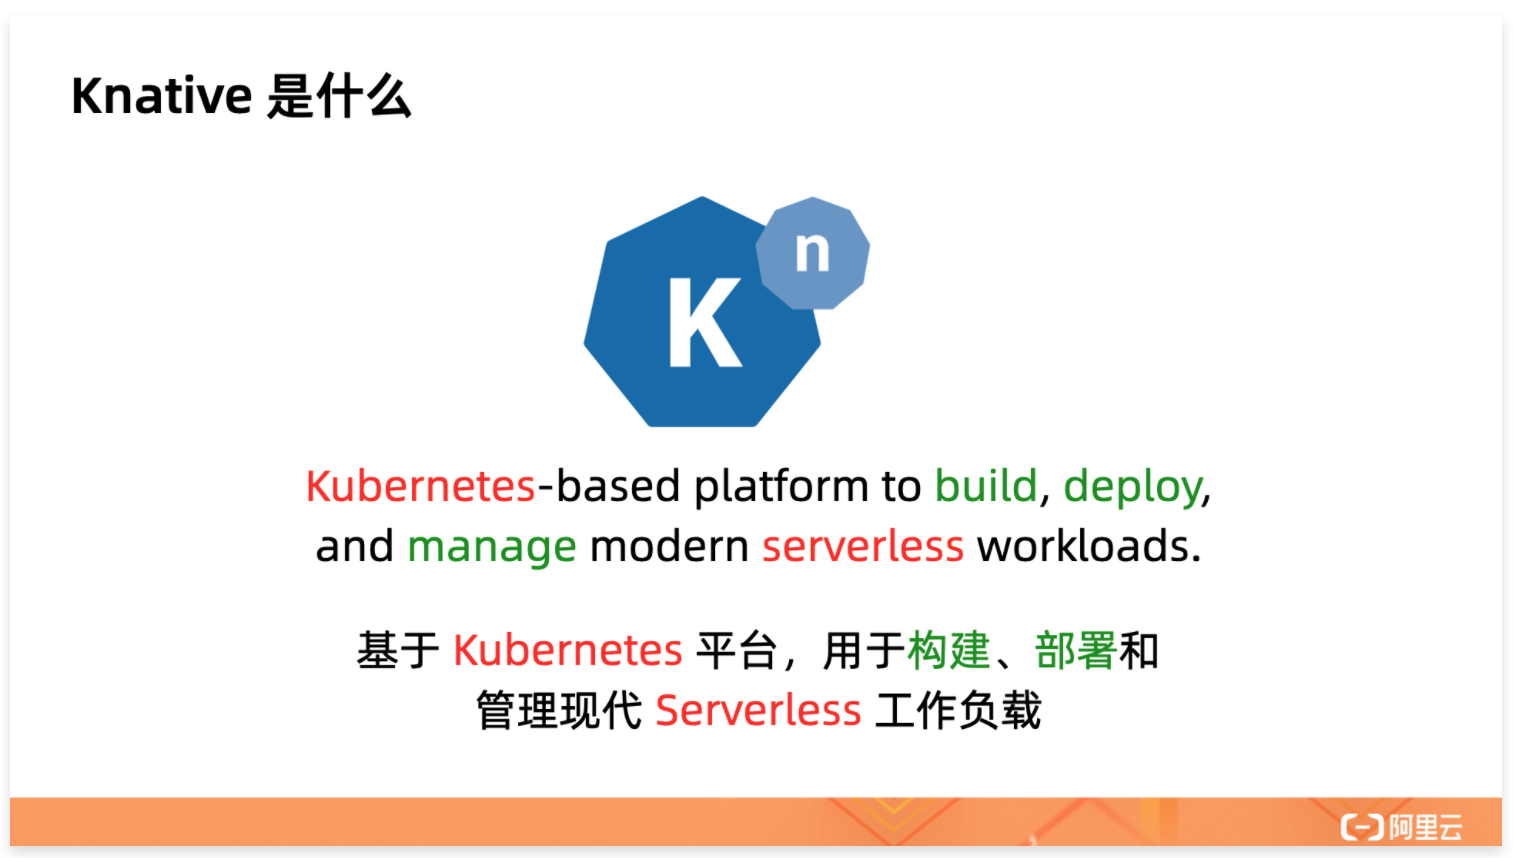 Knative 是什么
n
K
Kubernetes-based platform to build, deploy,
and manage modern serverless workloads.
基于 Kubernetes 平台，用于构建、部署和
管理现代 Serverless 工作负载
阿里云